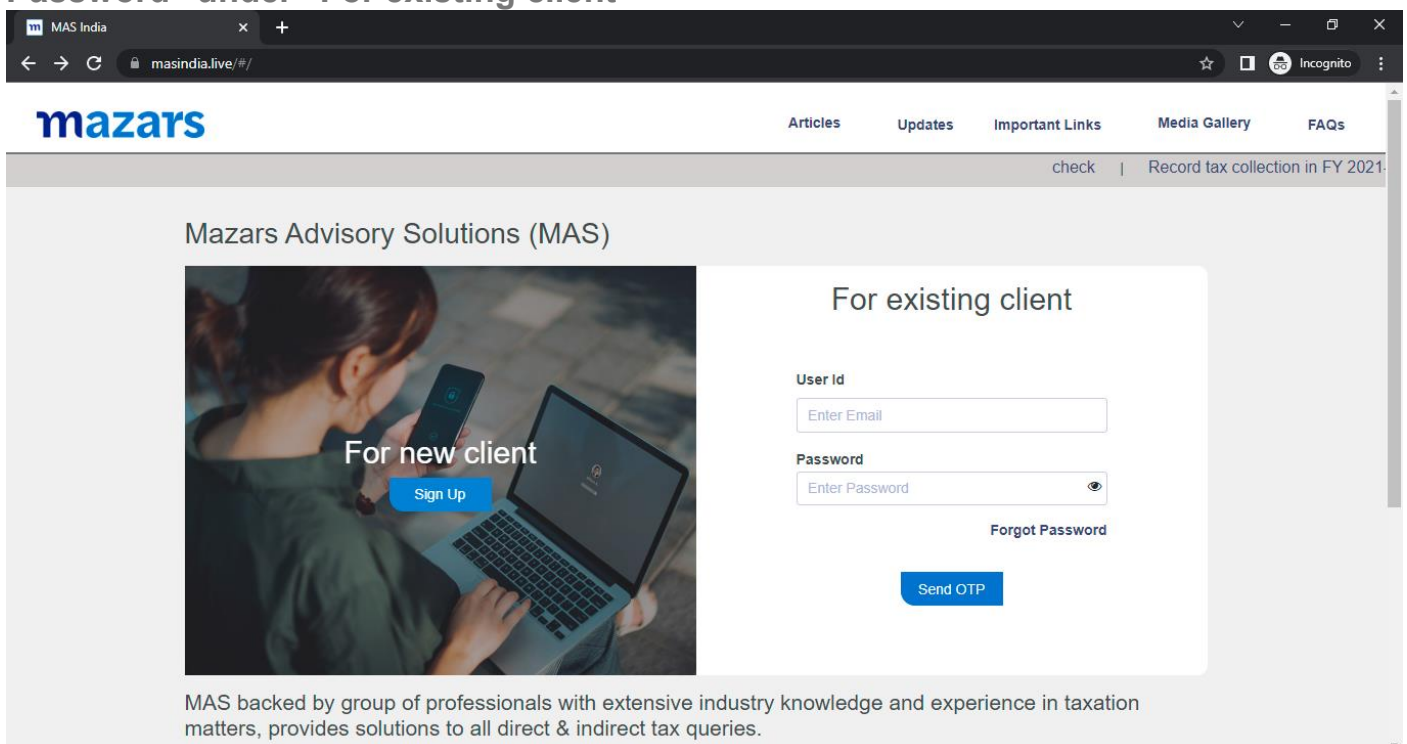 Password" under "For existing client"
MAS India
masindia.live/#/
Incognito
mazars
Articles Updates Important Links Media Gallery FAQs
check | Record tax collection in FY 2021-
Mazars Advisory Solutions (MAS)
For new client
Sign Up
For existing client
User Id
Enter Email
Password
Enter Password
Forgot Password
Send OTP
MAS backed by group of professionals with extensive industry knowledge and experience in taxation
matters, provides solutions to all direct & indirect tax queries.